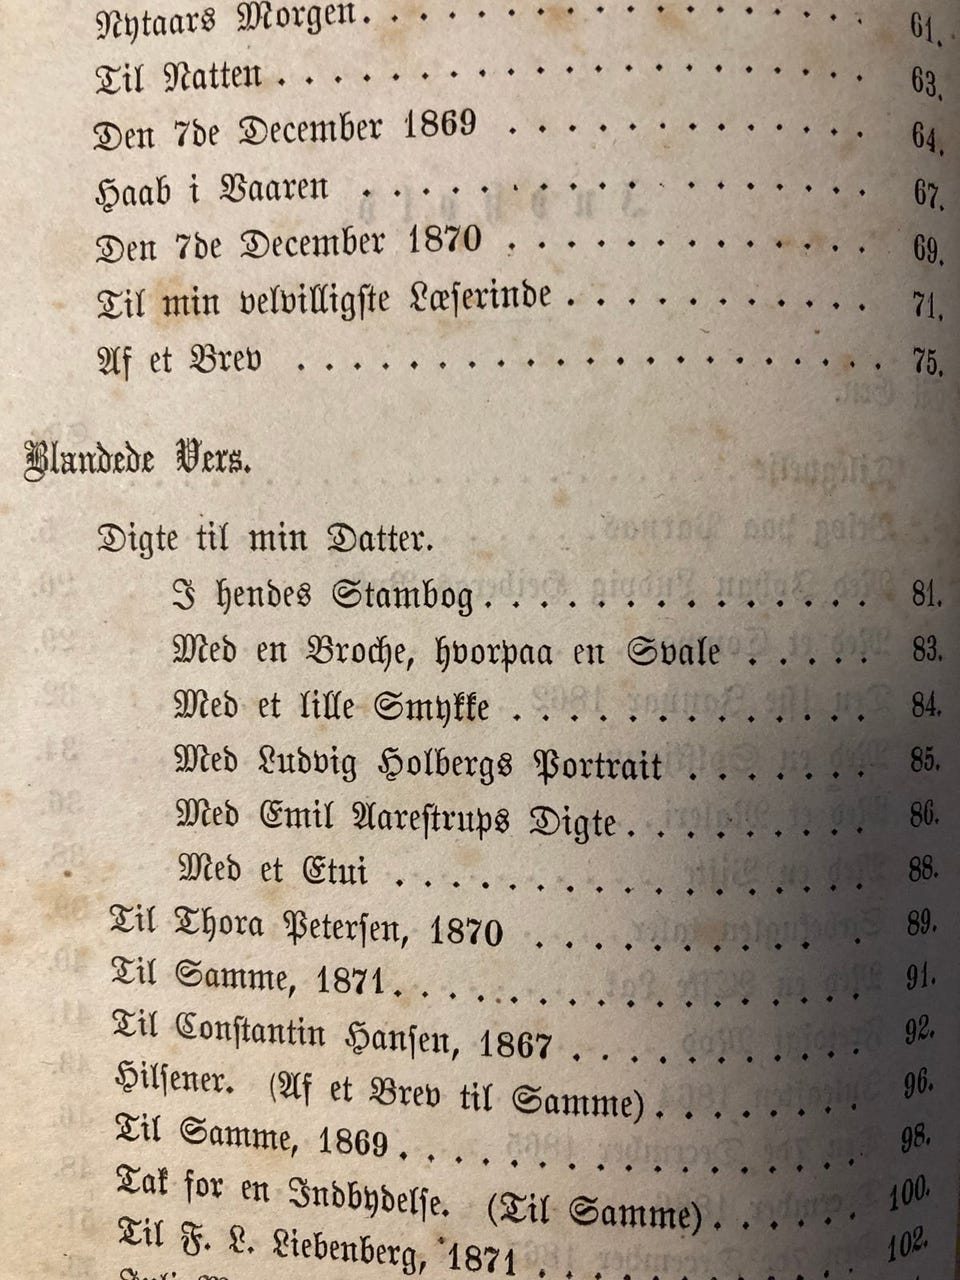 Nytaars Morgen. . . . . . . . . . . . . . . . . . 61.
Til Natten . . . . . . . . . . . . . . . . . . . . 63.
Den 7de December 1869 . . . . . . . . . . . . . 64.
Haab i Vaaren . . . . . . . . . . . . . . . . . . 67.
Den 7de December 1870 . . . . . . . . . . . . . 69.
Til min velvilligste Læserinde . . . . . . . . . . . 71.
Af et Brev . . . . . . . . . . . . . . . . . . . . . 75.
Blandede Vers.
Digte til min Datter.
I hendes Stambog. . . . . . . . . . . . . . 81.
Med en Broche, hvorpaa en Svale . . . . . 83.
Med et lille Smykke . . . . . . . . . . . . . 84.
Med Ludvig Holbergs Portrait . . . . . . . 85.
Med Emil Aarestrups Digte. . . . . . . . . 86.
Med et Etui . . . . . . . . . . . . . . . . . 88.
Til Thora Petersen, 1870 . . . . . . . . . . . . 89.
Til Samme, 1871. . . . . . . . . . . . . . . . . 91.
Til Constantin Hansen, 1867 . . . . . . . . . . . 92.
Hilsener. (Af et Brev til Samme). . . . . . . . 96.
Til Samme, 1869. . . . . . . . . . . . . . . . . 98.
Tak for en Indbydelse. (Til Samme). . . . . . 100.
Til F. L. Liebenberg, 1871 . . . . . . . . . . . . 102.